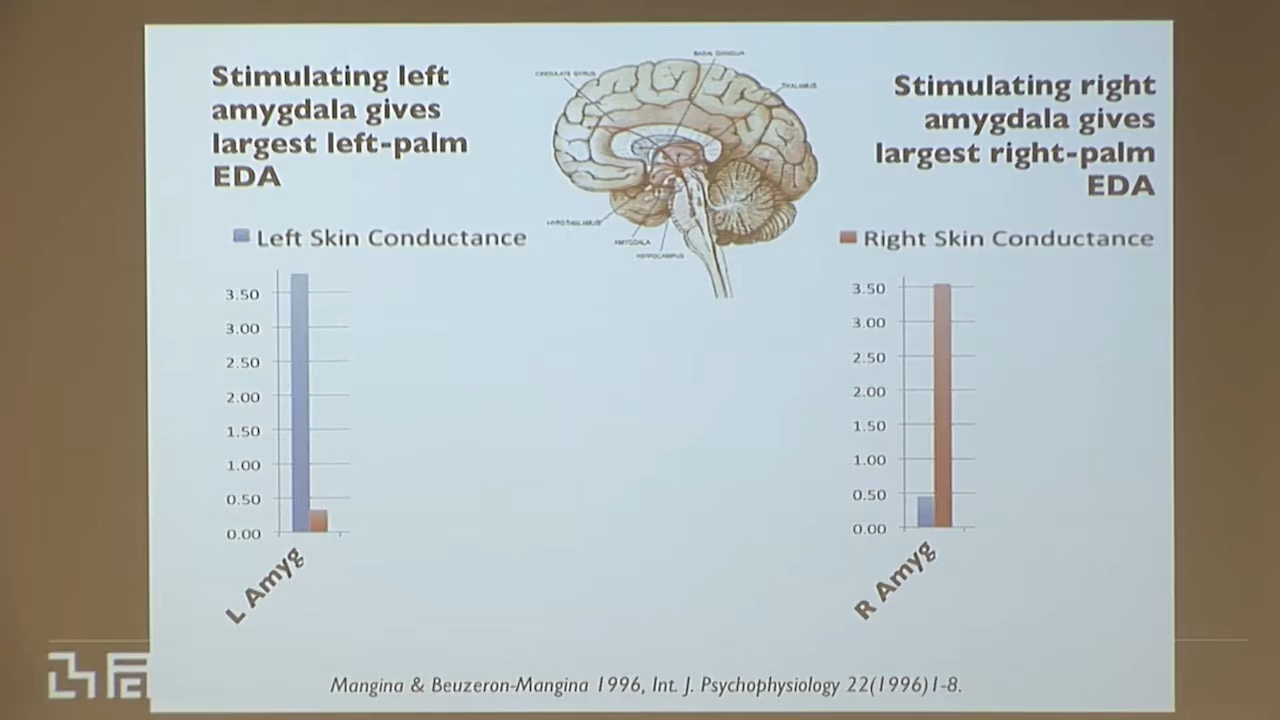 Stimulating left
amygdala gives
largest left-palm
EDA
Stimulating right
amygdala gives
largest right-palm
EDA
BASAL GANGLIA
CINGULATE GYRUS
THALAMUS
HYPOTHALAMUS
AMYGDALA
HIPPOCAMPUS
Left Skin Conductance
3.50
3.00
2.50
2.00
1.50
1.00
0.50
0.00
L Amyg
Right Skin Conductance
3.50
3.00
2.50
2.00
1.50
1.00
0.50
0.00
R Amyg
Mangina & Beuzeron-Mangina 1996, Int. J. Psychophysiology 22(1996)1-8.